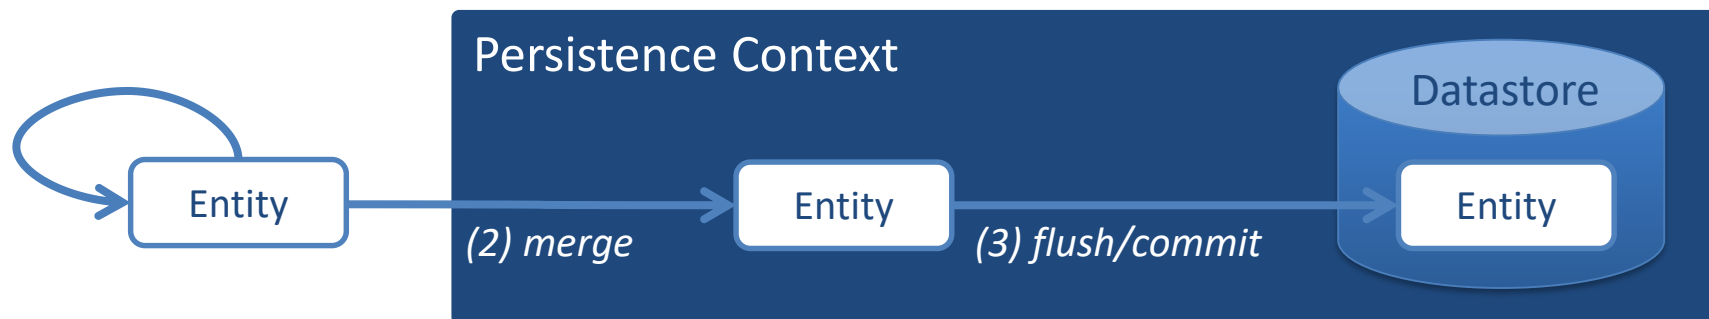 Persistence Context
Datastore
Entity
Entity
Entity
(2) merge
(3) flush/commit